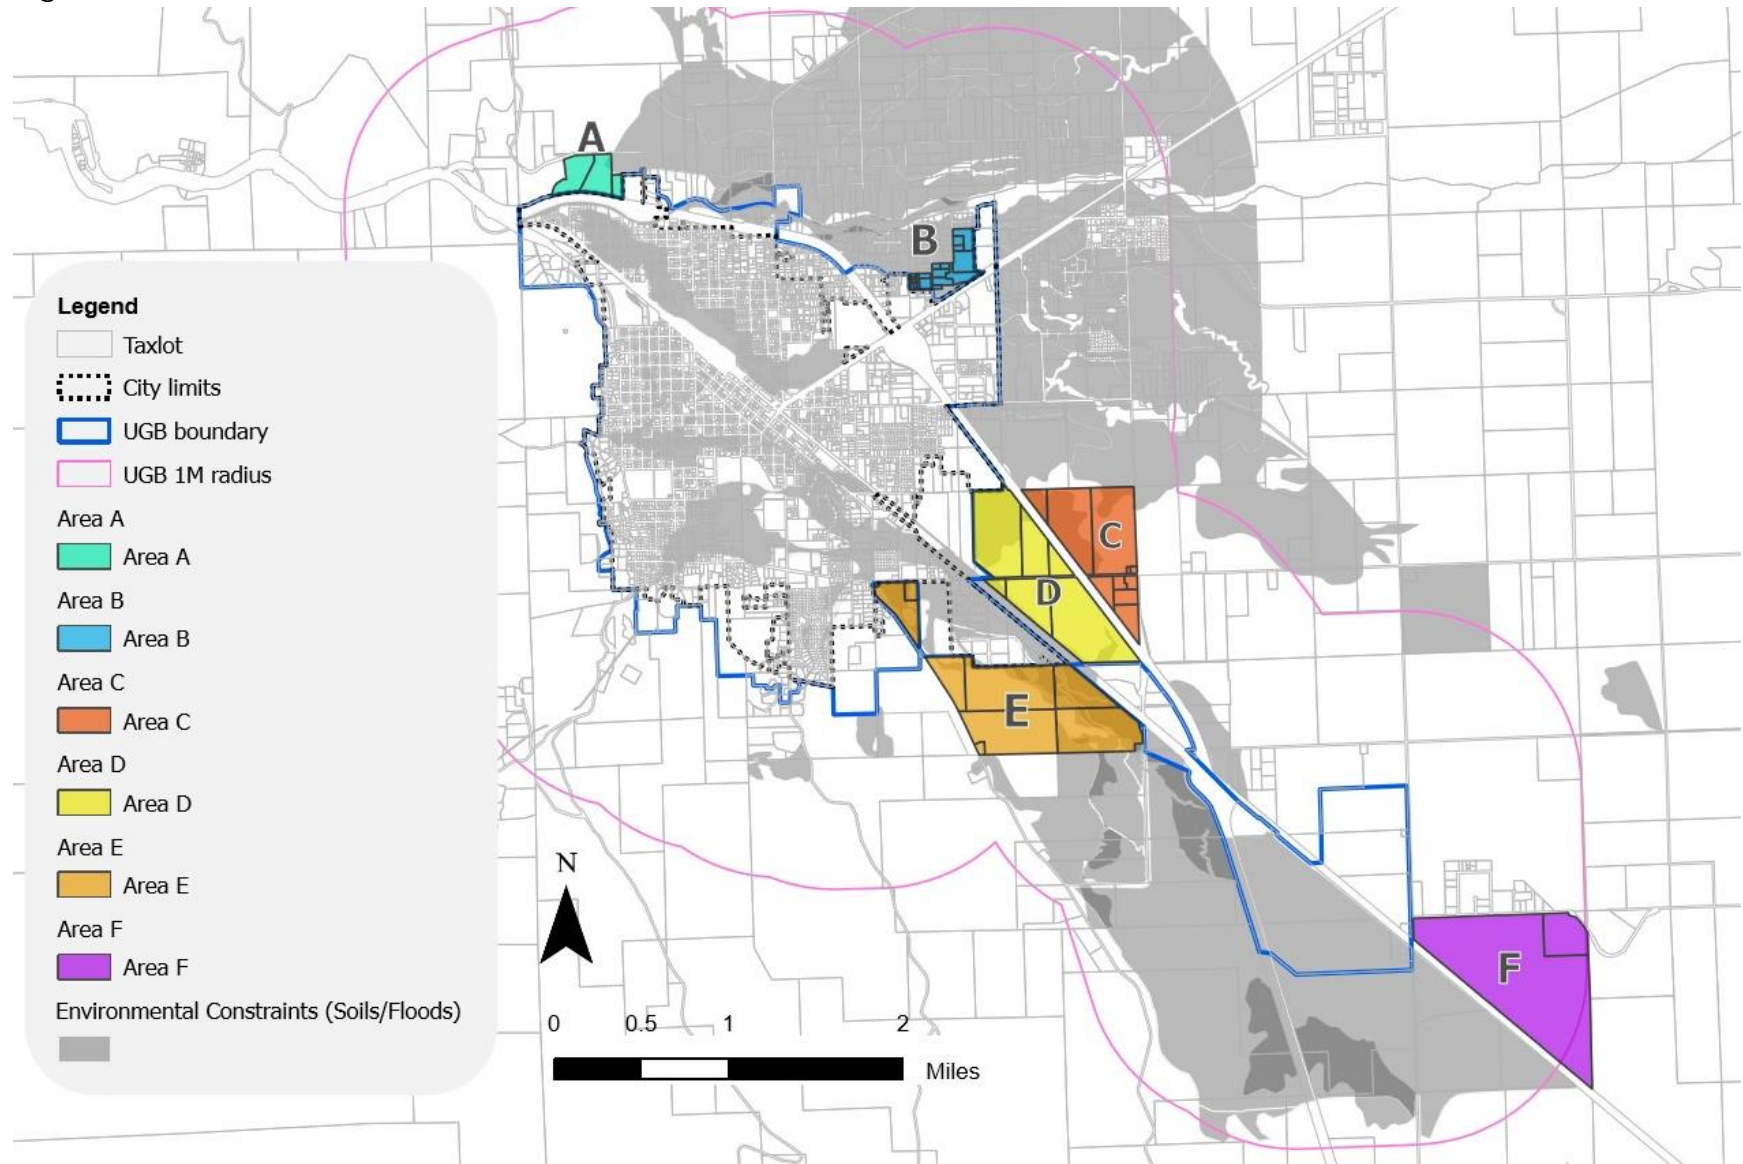 A
B
C
D
E
F
Legend
Taxlot
City limits
UGB boundary
UGB 1M radius
Area A
Area A
Area B
Area B
Area C
Area C
Area D
Area D
Area E
Area E
Area F
Area F
Environmental Constraints (Soils/Floods)
N
0 0.5 1 2
Miles